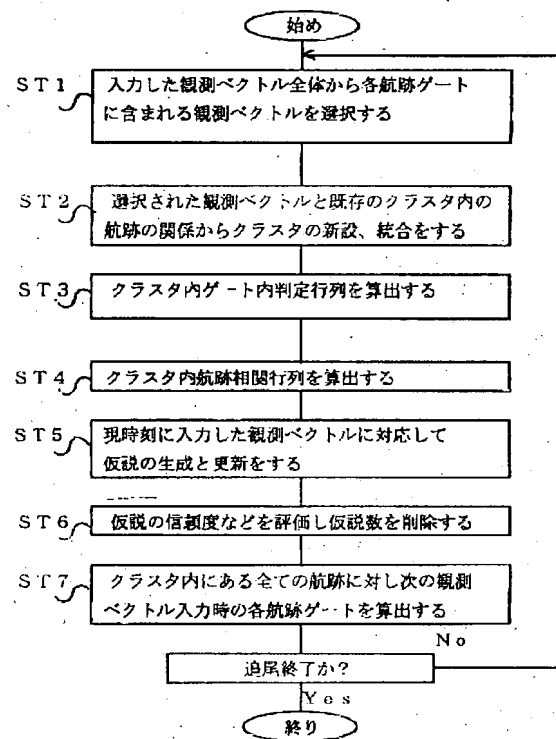 始め
ST1
入力した観測ベクトル全体から各航跡ゲート
に含まれる観測ベクトルを選択する
ST2
選択された観測ベクトルと既存のクラスタ内の
航跡の関係からクラスタの新設、統合をする
ST3
クラスタ内ゲート内判定行列を算出する
ST4
クラスタ内航跡相関行列を算出する
ST5
現時刻に入力した観測ベクトルに対応して
仮説の生成と更新をする
ST6
仮説の信頼度などを評価し仮説数を削除する
ST7
クラスタ内にある全ての航跡に対し次の観測
ベクトル入力時の各航跡ゲートを算出する
No
追尾終了か?
Yes
終り